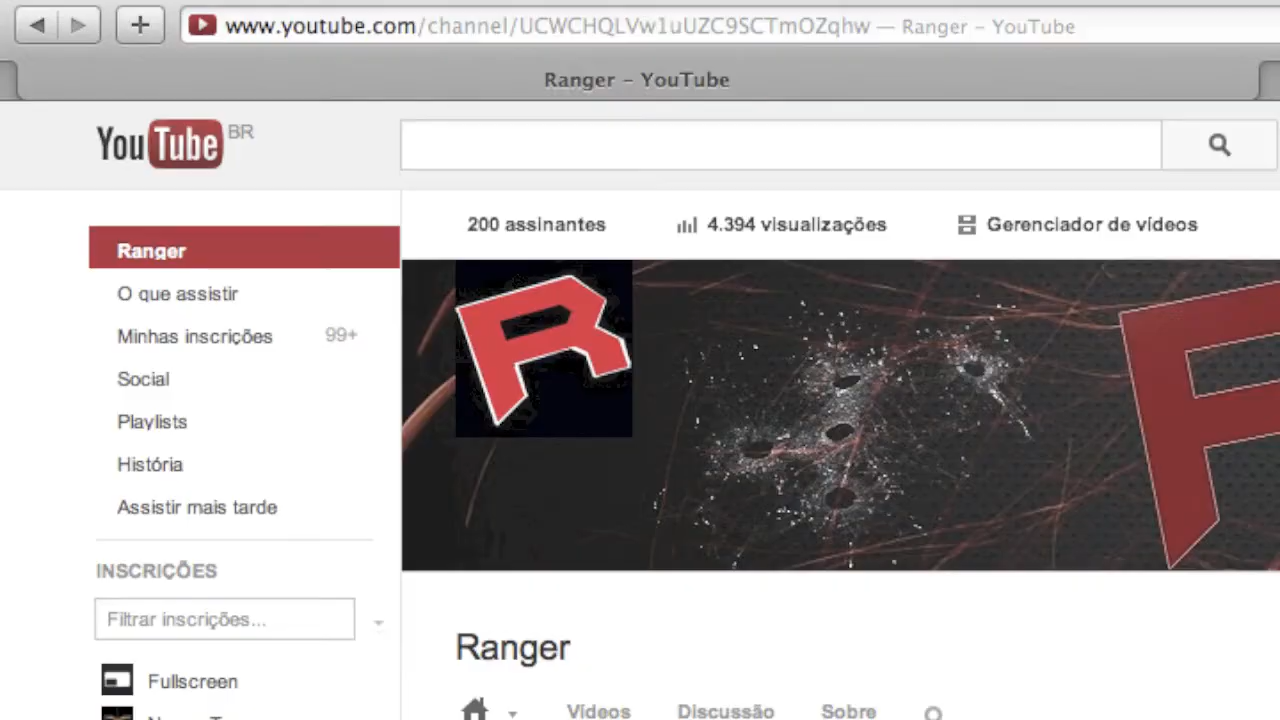 www.youtube.com/channel/UCWCHQLVw1uUZC9SCTmOZqhw — Ranger – YouTube
Ranger – YouTube
YouTube BR
200 assinantes 4.394 visualizações Gerenciador de vídeos
Ranger
O que assistir
Minhas inscrições 99+
Social
Playlists
História
Assistir mais tarde
INSCRIÇÕES
Filtrar inscrições...
Fullscreen
R
R
Ranger
Vídeos Discussão Sobre